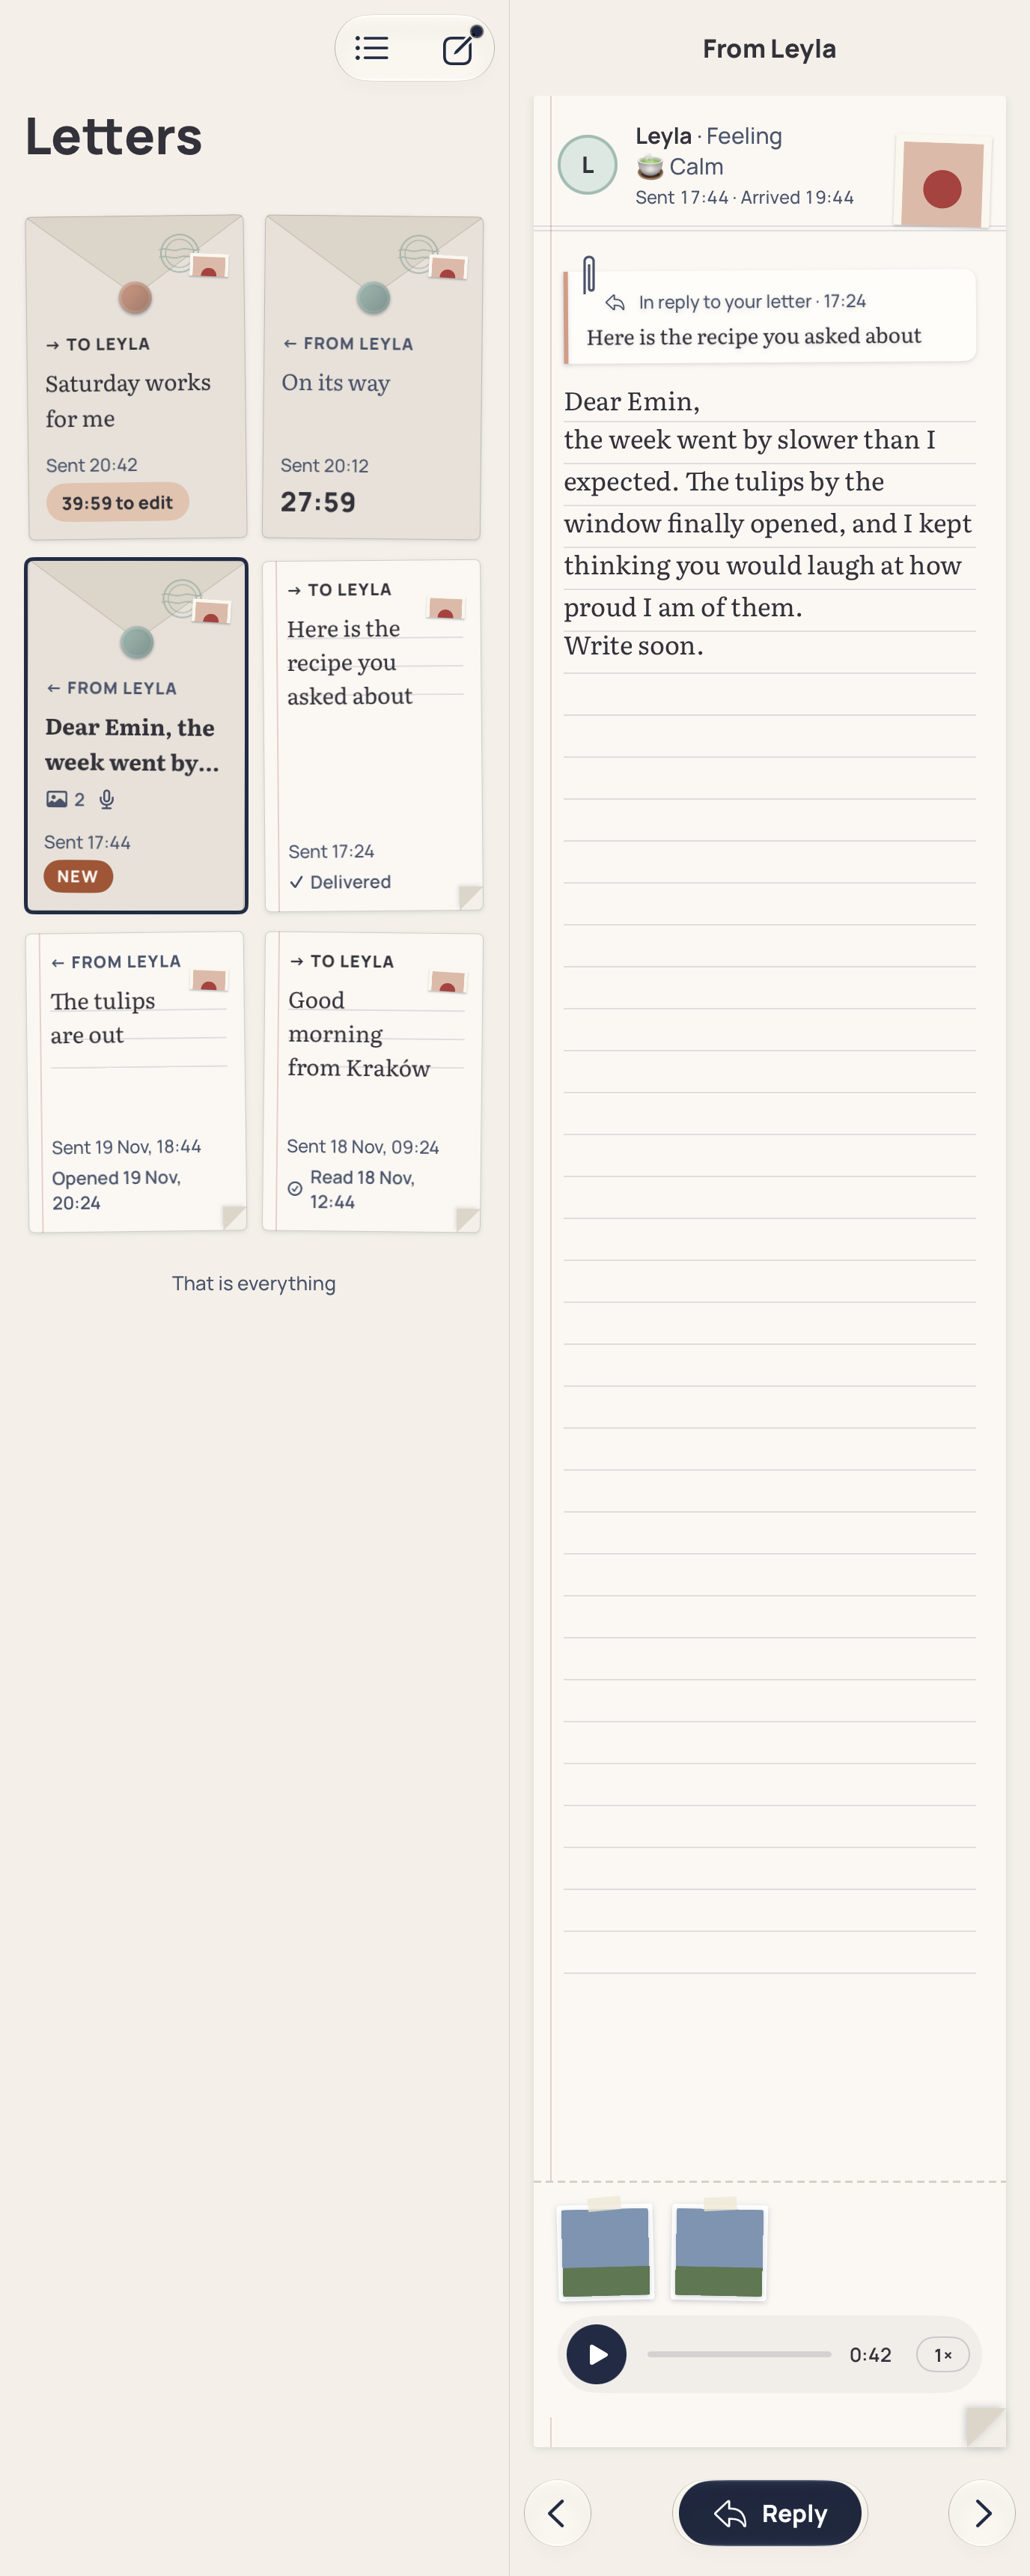 Letters
→ TO LEYLA
Saturday works
for me
Sent 20:42
39:59 to edit
← FROM LEYLA
On its way
Sent 20:12
27:59
← FROM LEYLA
Dear Emin, the
week went by...
2
Sent 17:44
NEW
→ TO LEYLA
Here is the
recipe you
asked about
Sent 17:24
Delivered
← FROM LEYLA
The tulips
are out
Sent 19 Nov, 18:44
Opened 19 Nov,
20:24
→ TO LEYLA
Good
morning
from Kraków
Sent 18 Nov, 09:24
Read 18 Nov,
12:44
That is everything
From Leyla
L
Leyla · Feeling
🍵 Calm
Sent 17:44 · Arrived 19:44
In reply to your letter · 17:24
Here is the recipe you asked about
Dear Emin,
the week went by slower than I
expected. The tulips by the
window finally opened, and I kept
thinking you would laugh at how
proud I am of them.
Write soon.
0:42
1×
Reply